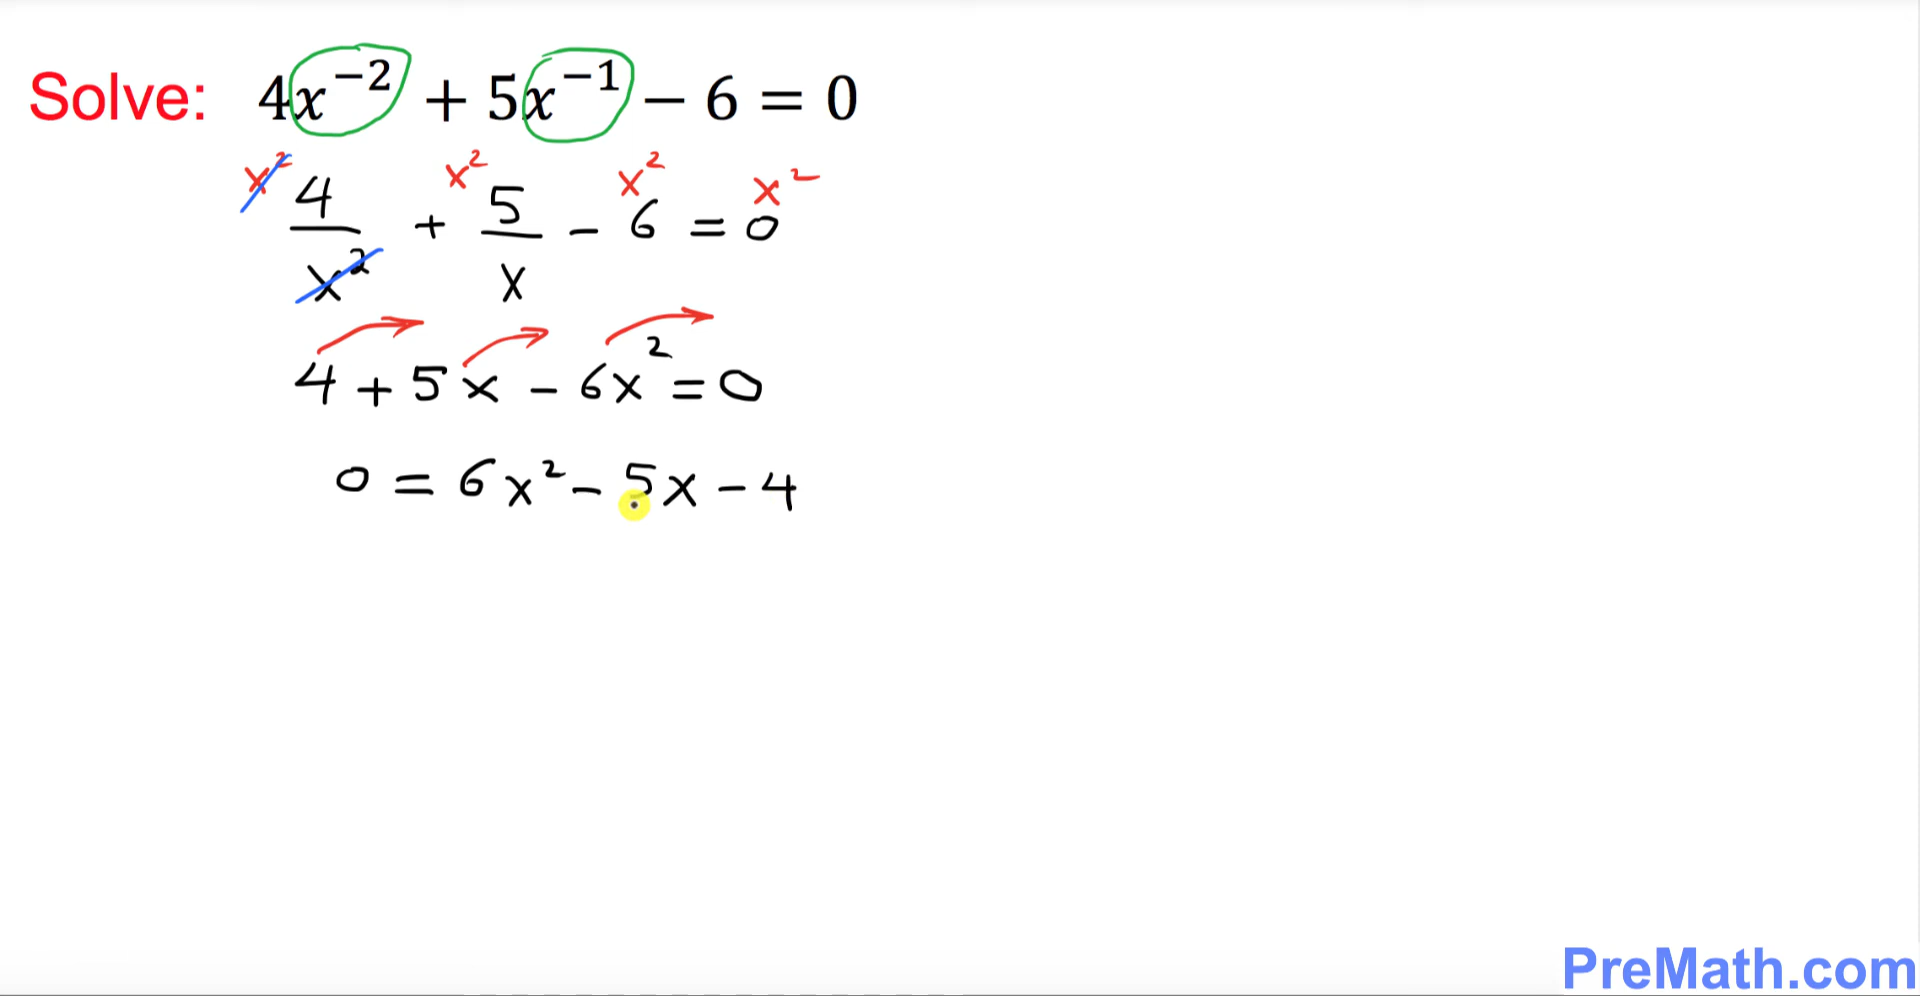 Solve: 4x⁻² + 5x⁻¹ − 6 = 0
x² 4/x² + x² 5/x − x² 6 = x² 0
4 + 5x − 6x² = 0
0 = 6x² − 5x − 4
PreMath.com